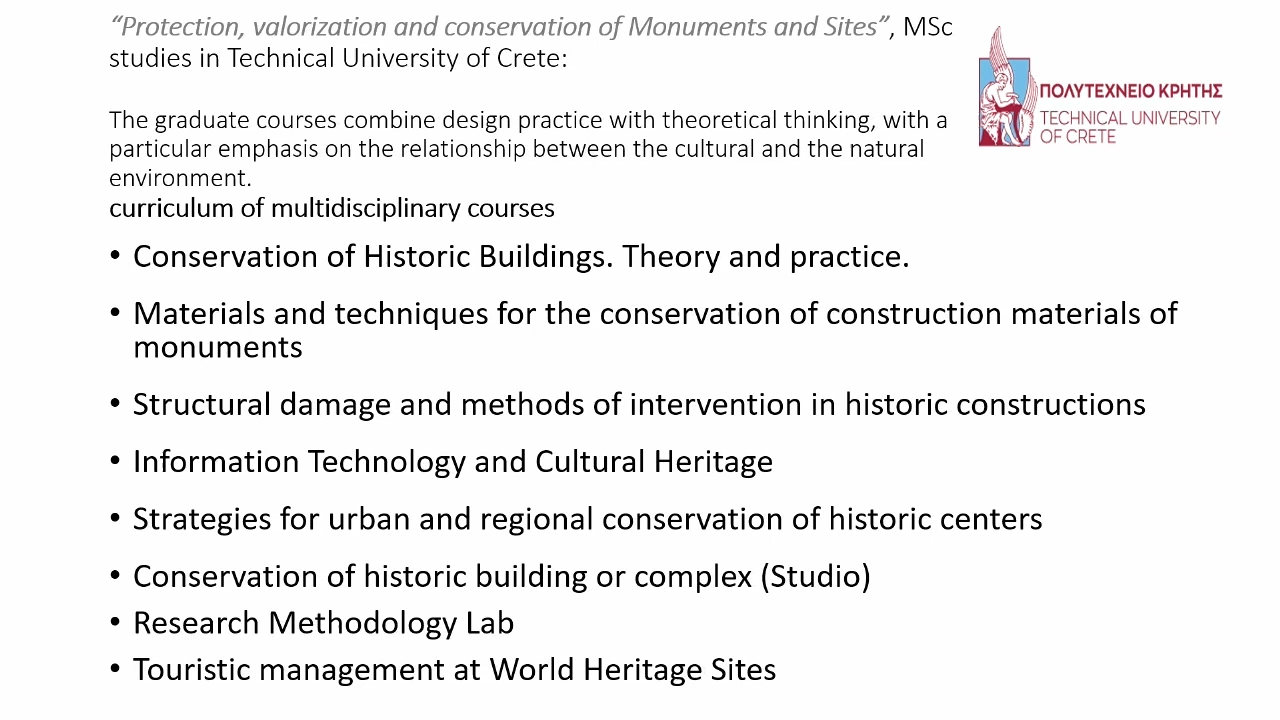 “Protection, valorization and conservation of Monuments and Sites”, MSc
studies in Technical University of Crete:
ΠΟΛΥΤΕΧΝΕΙΟ ΚΡΗΤΗΣ
TECHNICAL UNIVERSITY
OF CRETE
The graduate courses combine design practice with theoretical thinking, with a
particular emphasis on the relationship between the cultural and the natural
environment.
curriculum of multidisciplinary courses
• Conservation of Historic Buildings. Theory and practice.
• Materials and techniques for the conservation of construction materials of
monuments
• Structural damage and methods of intervention in historic constructions
• Information Technology and Cultural Heritage
• Strategies for urban and regional conservation of historic centers
• Conservation of historic building or complex (Studio)
• Research Methodology Lab
• Touristic management at World Heritage Sites